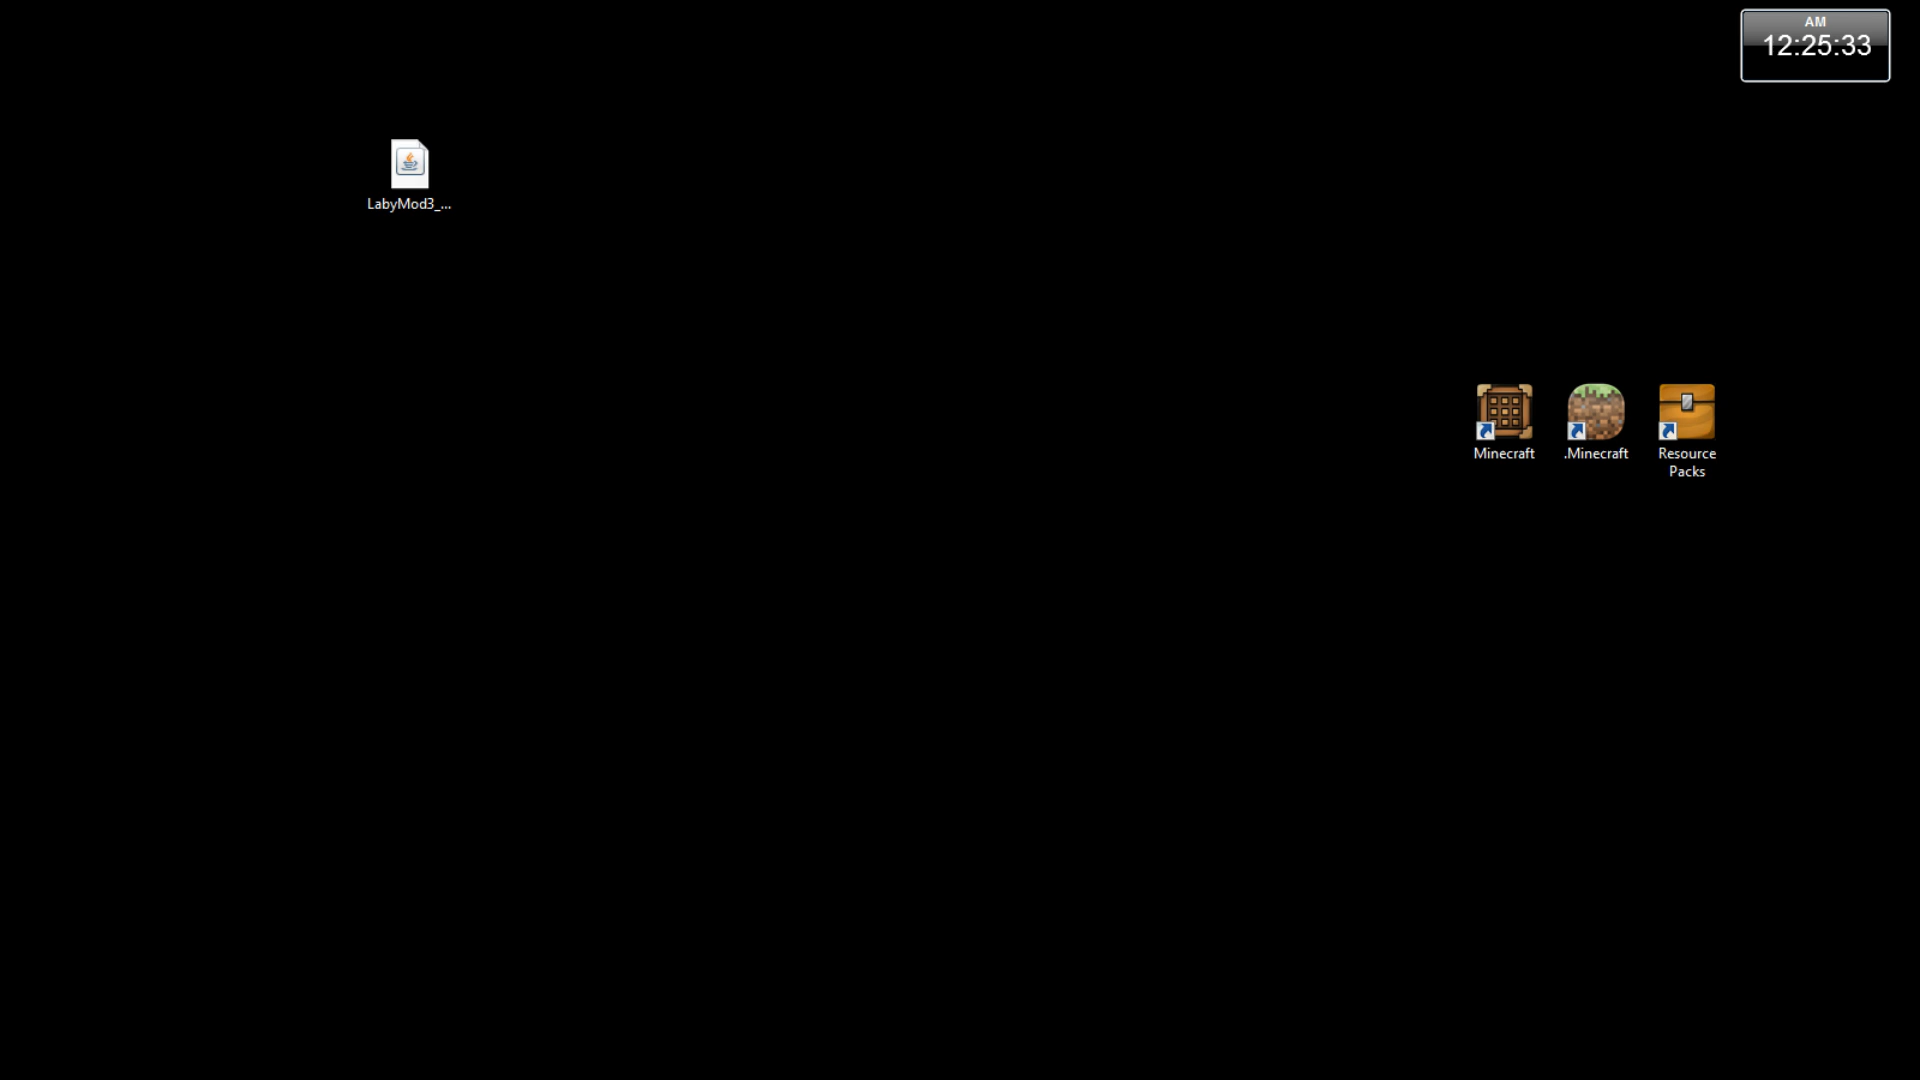 AM
12:25:33
LabyMod3_...
Minecraft
.Minecraft
Resource
Packs